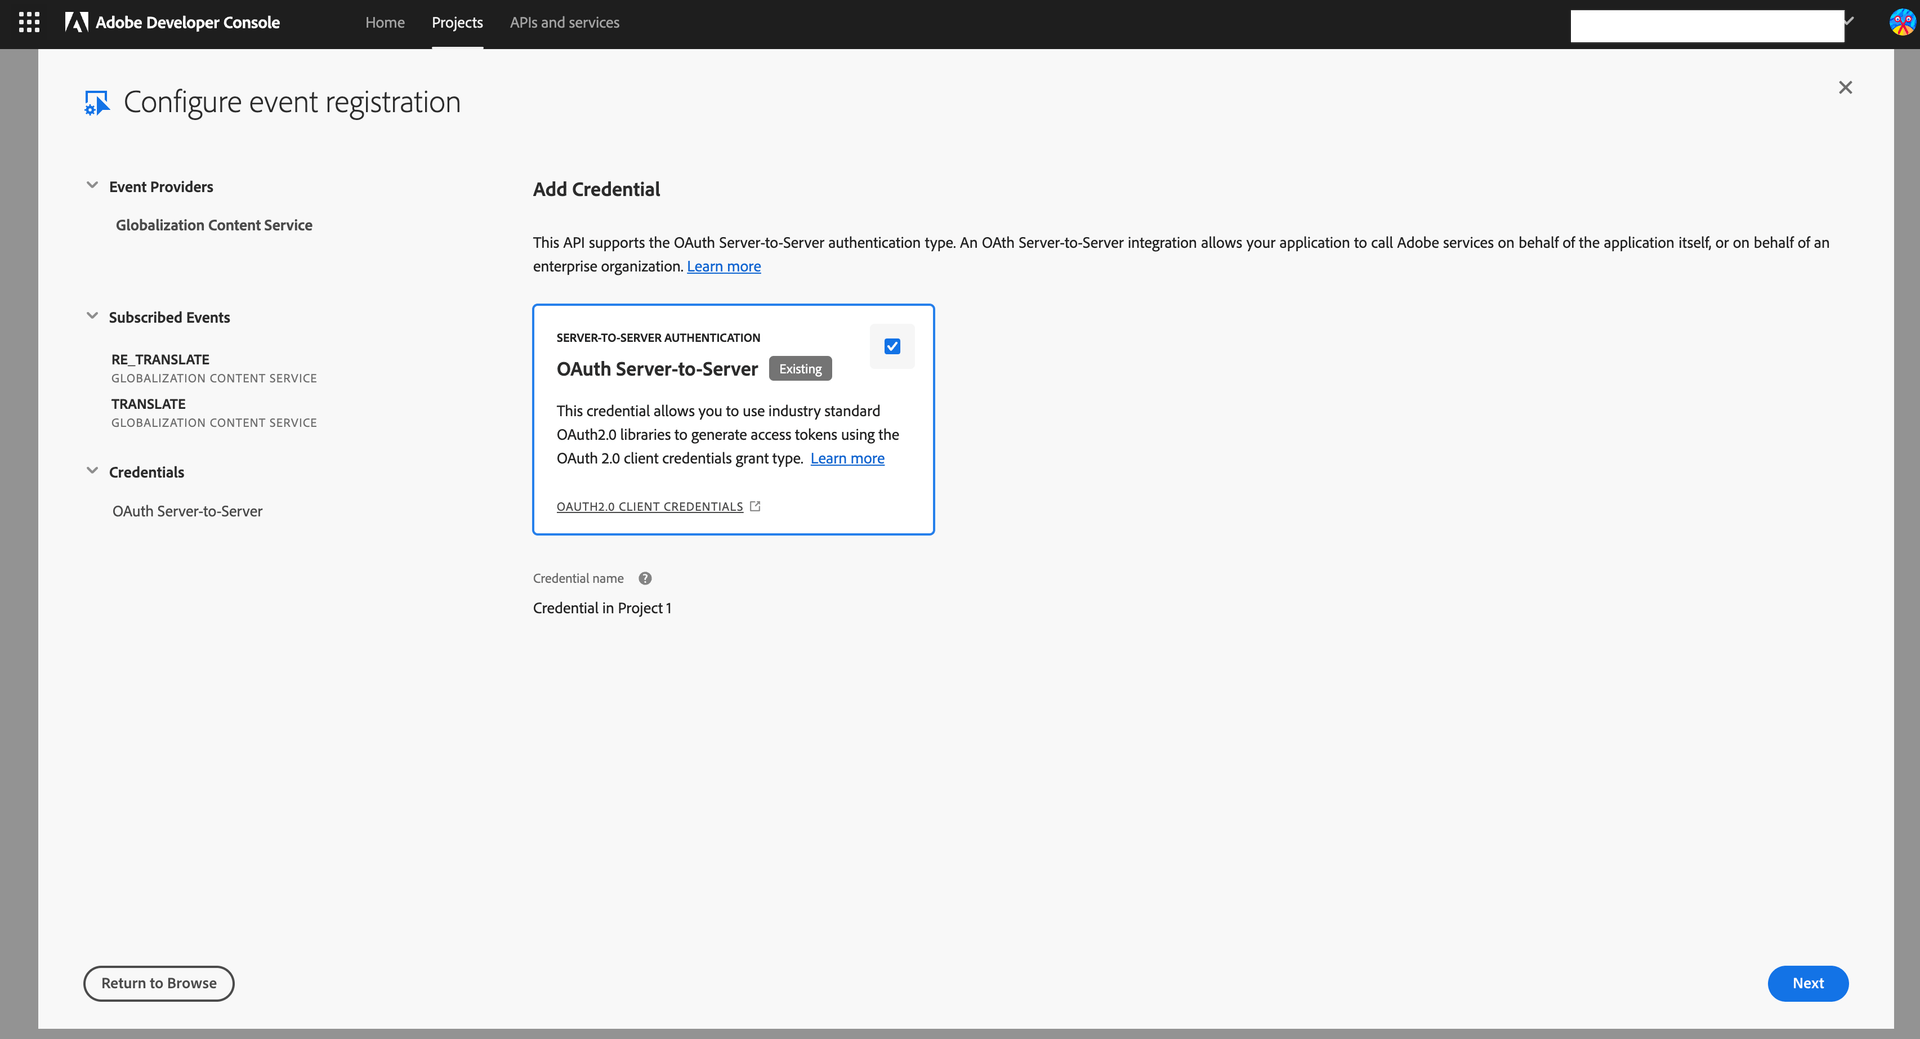 Adobe Developer Console
Home
Projects
APIs and services
Configure event registration
Event Providers
Globalization Content Service
Subscribed Events
RE_TRANSLATE
GLOBALIZATION CONTENT SERVICE
TRANSLATE
GLOBALIZATION CONTENT SERVICE
Credentials
OAuth Server-to-Server
Add Credential
This API supports the OAuth Server-to-Server authentication type. An OAth Server-to-Server integration allows your application to call Adobe services on behalf of the application itself, or on behalf of an
enterprise organization. Learn more
SERVER-TO-SERVER AUTHENTICATION
OAuth Server-to-Server Existing
This credential allows you to use industry standard
OAuth2.0 libraries to generate access tokens using the
OAuth 2.0 client credentials grant type. Learn more
OAUTH2.0 CLIENT CREDENTIALS
Credential name ?
Credential in Project 1
Return to Browse
Next